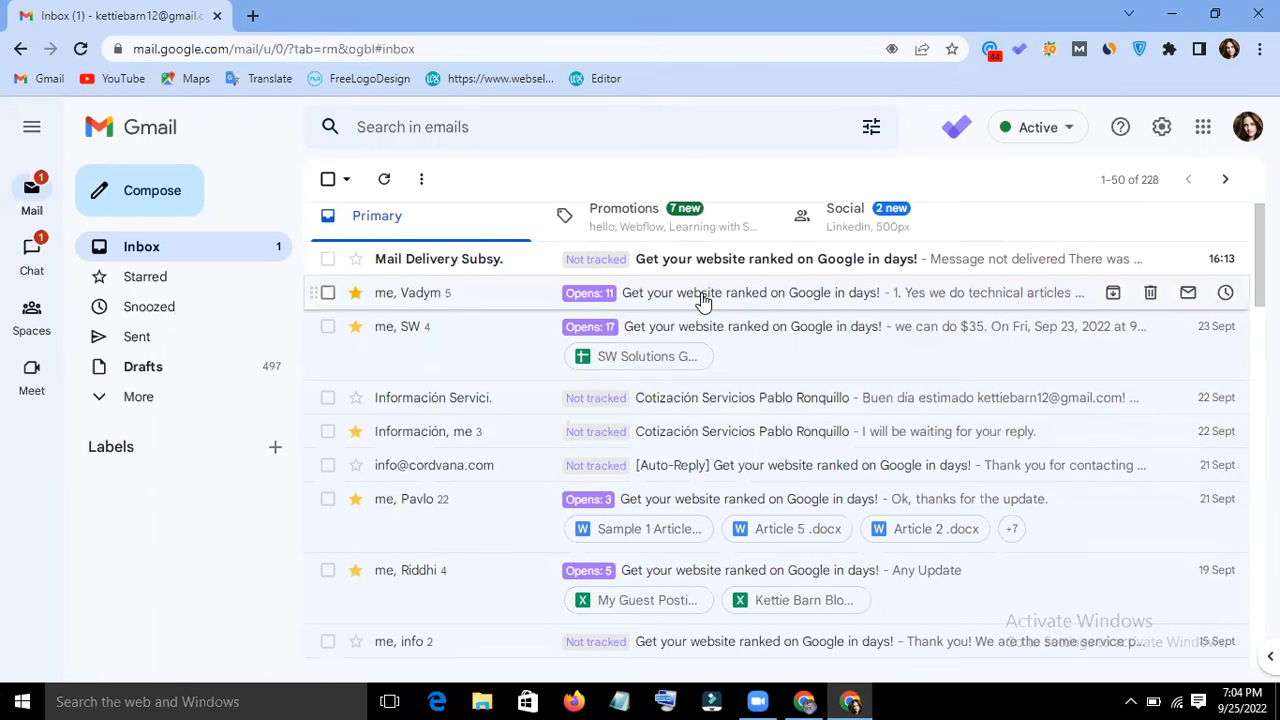 Inbox (1) - kettiebarn12@gmail.c
mail.google.com/mail/u/0/?tab=rm&ogbl#inbox
44
Gmail
YouTube
Maps
Translate
FreeLogoDesign
https://www.websel...
Editor
Gmail
Search in emails
Active
1
Mail
1
Chat
Spaces
Meet
Compose
Inbox 1
Starred
Snoozed
Sent
Drafts 497
More
Labels
1–50 of 228
Primary
Promotions 7 new
hello, Webflow, Learning with S...
Social 2 new
LinkedIn, 500px
Mail Delivery Subsy. Not tracked Get your website ranked on Google in days! - Message not delivered There was ... 16:13
me, Vadym 5 Opens: 11 Get your website ranked on Google in days! - 1. Yes we do technical articles ...
me, SW 4 Opens: 17 Get your website ranked on Google in days! - we can do $35. On Fri, Sep 23, 2022 at 9... 23 Sept
SW Solutions G...
Información Servici. Not tracked Cotización Servicios Pablo Ronquillo - Buen día estimado kettiebarn12@gmail.com! ... 22 Sept
Información, me 3 Not tracked Cotización Servicios Pablo Ronquillo - I will be waiting for your reply. 22 Sept
info@cordvana.com Not tracked [Auto-Reply] Get your website ranked on Google in days! - Thank you for contacting ... 21 Sept
me, Pavlo 22 Opens: 3 Get your website ranked on Google in days! - Ok, thanks for the update. 21 Sept
Sample 1 Article... Article 5 .docx Article 2 .docx +7
me, Riddhi 4 Opens: 5 Get your website ranked on Google in days! - Any Update 19 Sept
My Guest Posti... Kettie Barn Blo...
me, info 2 Not tracked Get your website ranked on Google in days! - Thank you! We are the same service p... 15 Sept
Activate Windows
Go to Settings to activate Windows.
Search the web and Windows
7:04 PM
9/25/2022